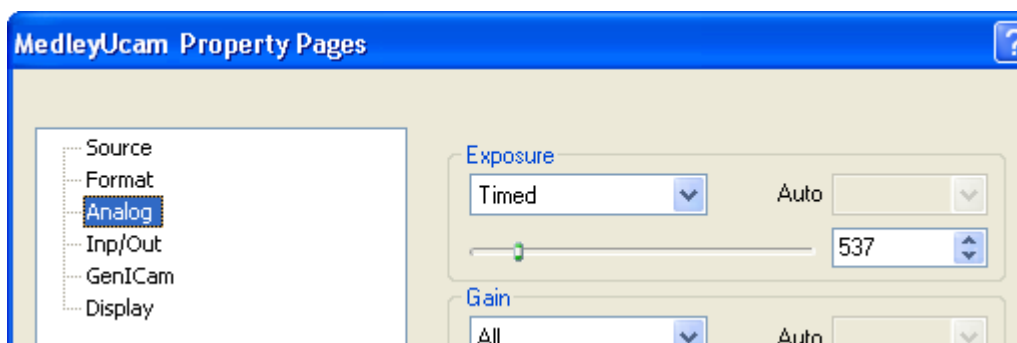 MedleyUcam Property Pages ?
Source
Format
Analog
Inp/Out
GenICam
Display
Exposure
Timed Auto
537
Gain
All Auto